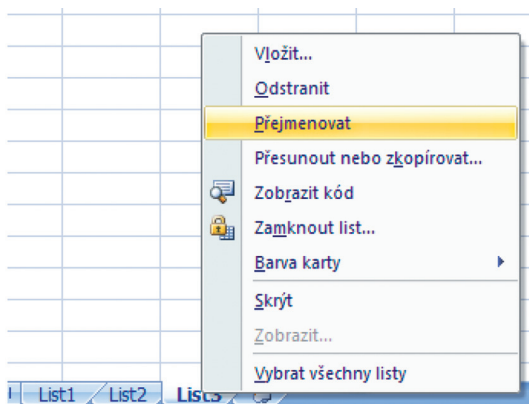 Vložit...
Odstranit
Přejmenovat
Přesunout nebo zkopírovat...
Zobrazit kód
Zamknout list...
Barva karty
Skrýt
Zobrazit...
Vybrat všechny listy
List1 List2 List3